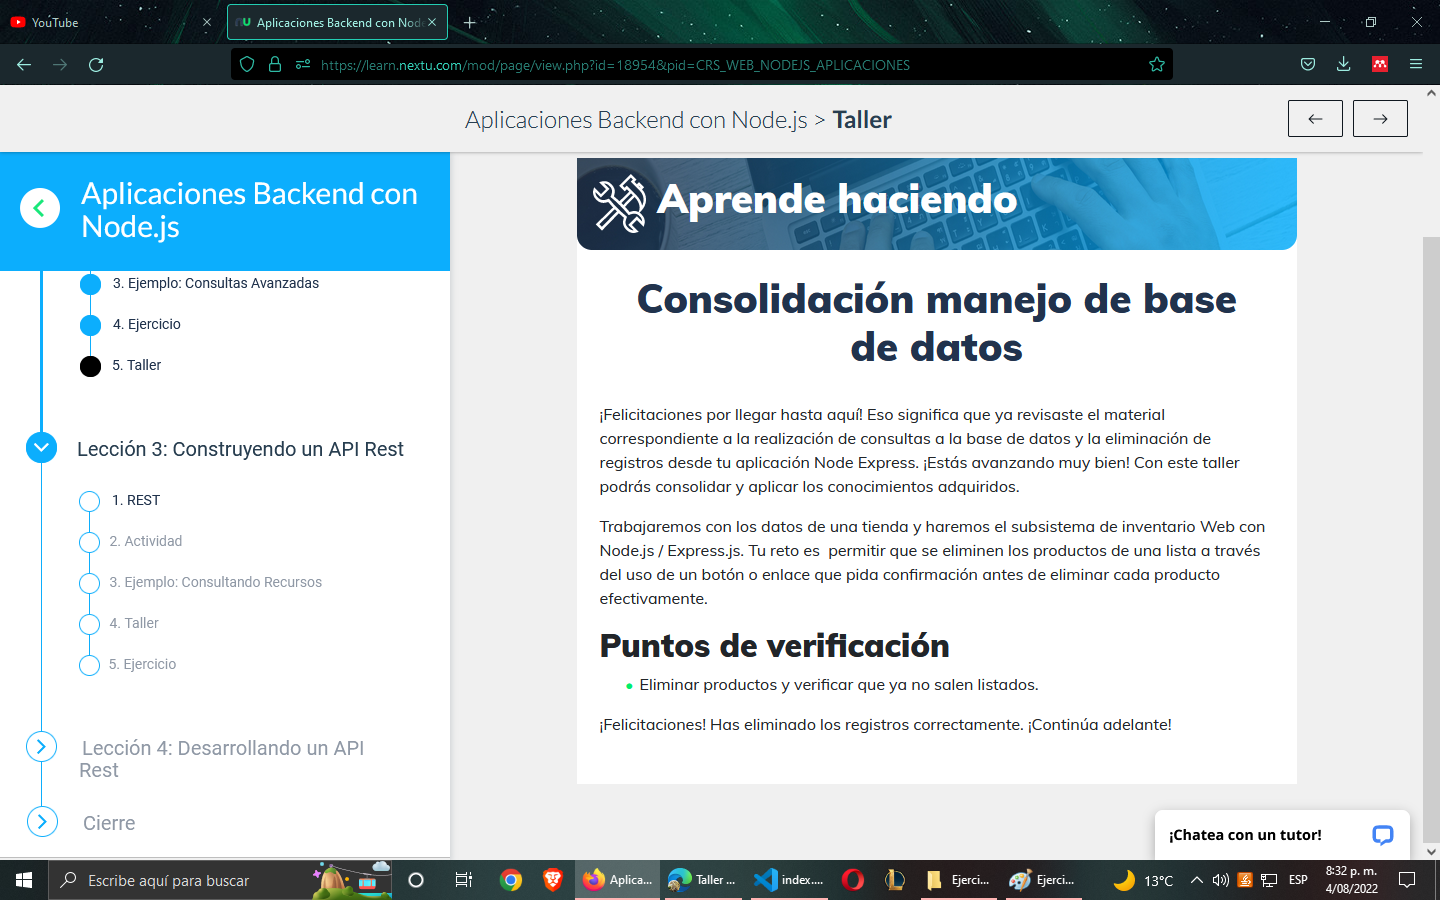 YouTube
Aplicaciones Backend con Node
https://learn.nextu.com/mod/page/view.php?id=18954&pid=CRS_WEB_NODEJS_APLICACIONES
Aplicaciones Backend con Node.js > Taller
Aplicaciones Backend con
Node.js
3. Ejemplo: Consultas Avanzadas
4. Ejercicio
5. Taller
Lección 3: Construyendo un API Rest
1. REST
2. Actividad
3. Ejemplo: Consultando Recursos
4. Taller
5. Ejercicio
Lección 4: Desarrollando un API
Rest
Cierre
Aprende haciendo
Consolidación manejo de base
de datos
¡Felicitaciones por llegar hasta aquí! Eso significa que ya revisaste el material
correspondiente a la realización de consultas a la base de datos y la eliminación de
registros desde tu aplicación Node Express. ¡Estás avanzando muy bien! Con este taller
podrás consolidar y aplicar los conocimientos adquiridos.
Trabajaremos con los datos de una tienda y haremos el subsistema de inventario Web con
Node.js / Express.js. Tu reto es  permitir que se eliminen los productos de una lista a través
del uso de un botón o enlace que pida confirmación antes de eliminar cada producto
efectivamente.
Puntos de verificación
• Eliminar productos y verificar que ya no salen listados.
¡Felicitaciones! Has eliminado los registros correctamente. ¡Continúa adelante!
¡Chatea con un tutor!
Escribe aquí para buscar
Aplica...
Taller ...
index....
Ejerci...
Ejerci...
13°C
ESP
8:32 p. m.
4/08/2022